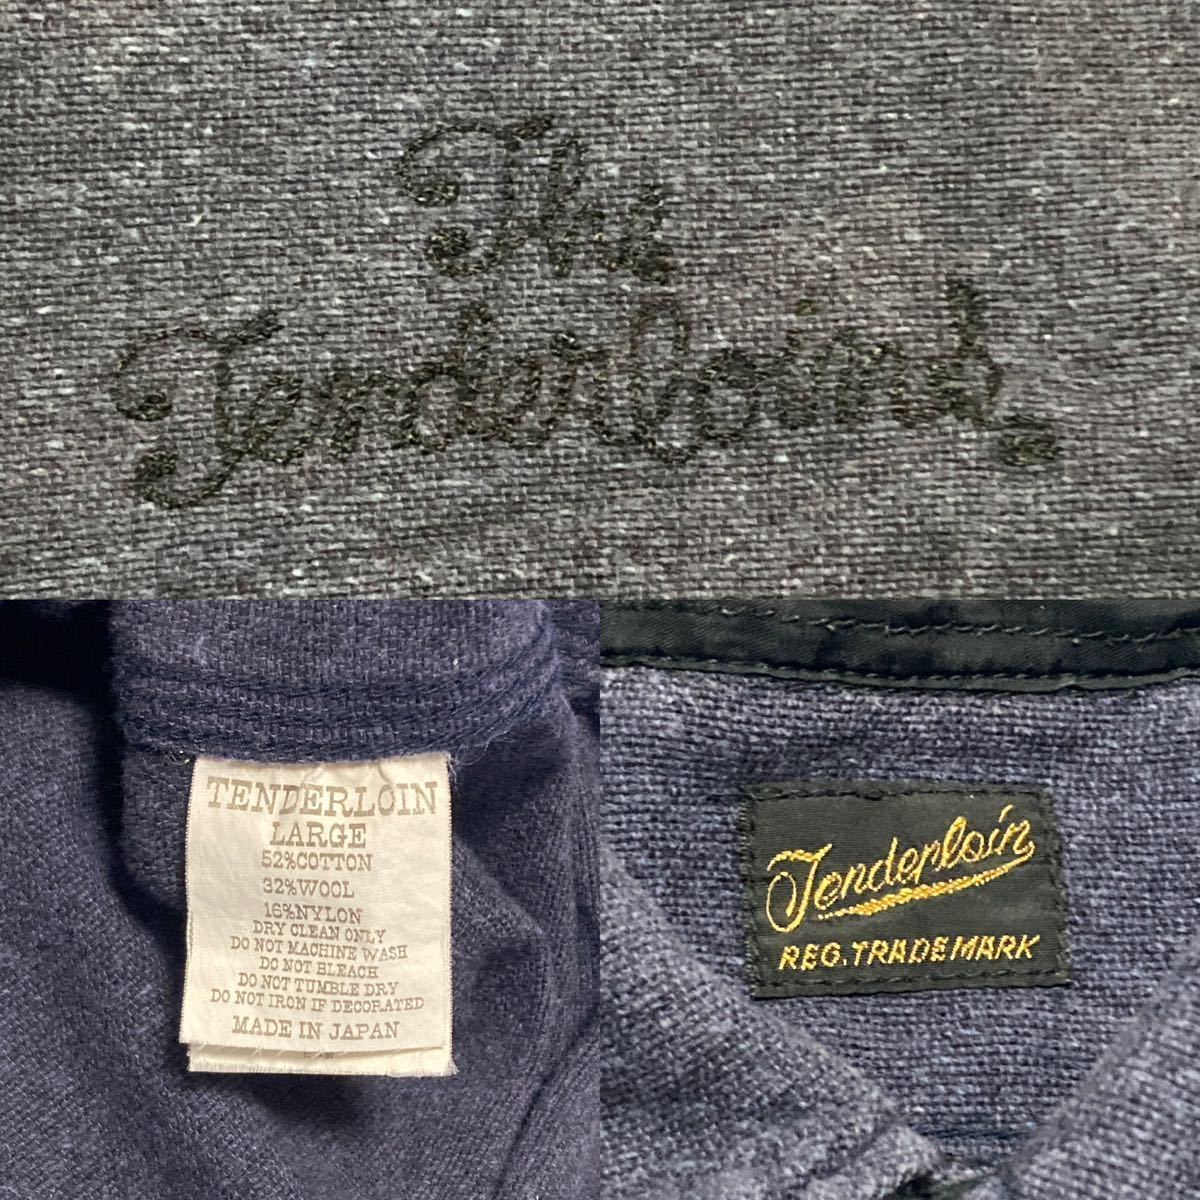 The
Tenderloins.
TENDERLOIN
LARGE
52%COTTON
32%WOOL
16%NYLON
DRY CLEAN ONLY
DO NOT MACHINE WASH
DO NOT BLEACH
DO NOT TUMBLE DRY
DO NOT IRON IF DECORATED
MADE IN JAPAN
Tenderloin
REG. TRADEMARK